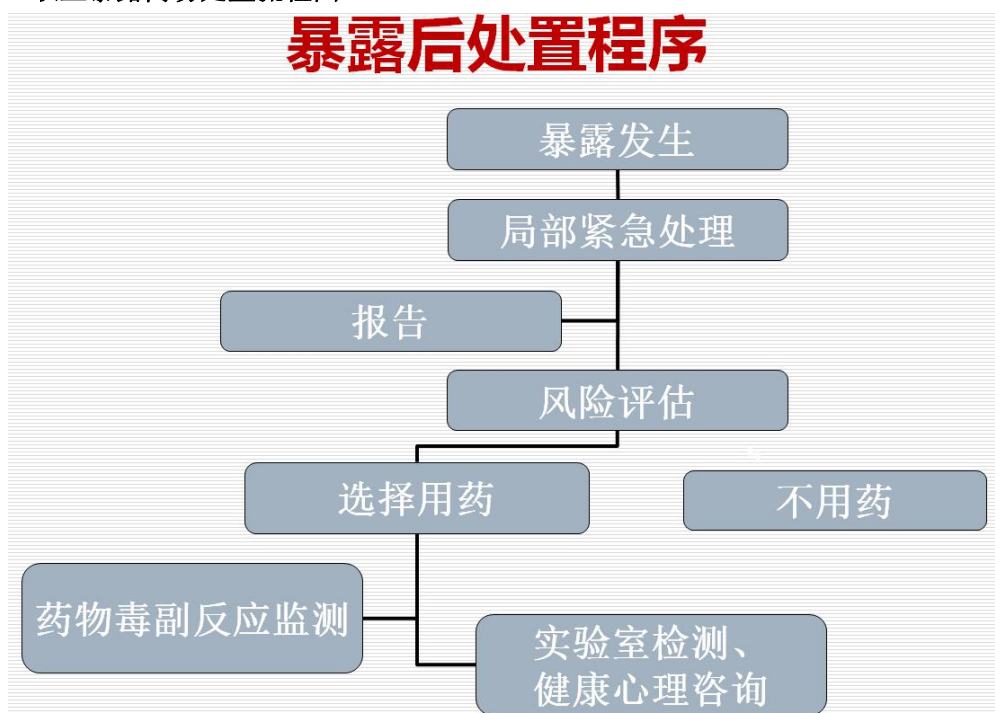 暴露后处置程序
暴露发生
局部紧急处理
报告
风险评估
选择用药
不用药
药物毒副反应监测
实验室检测、
健康心理咨询